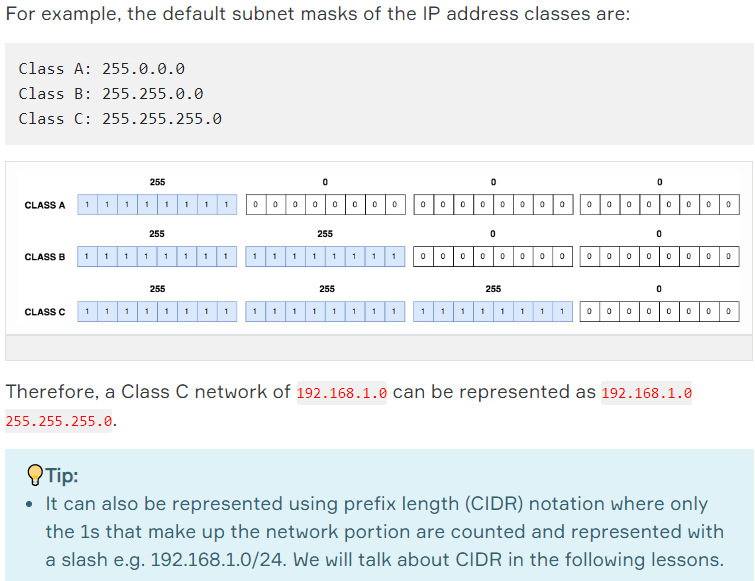 For example, the default subnet masks of the IP address classes are:
Class A: 255.0.0.0
Class B: 255.255.0.0
Class C: 255.255.255.0
255 0 0 0
CLASS A 1 1 1 1 1 1 1 1 0 0 0 0 0 0 0 0 0 0 0 0 0 0 0 0 0 0 0 0 0 0 0 0
255 255 0 0
CLASS B 1 1 1 1 1 1 1 1 1 1 1 1 1 1 1 1 0 0 0 0 0 0 0 0 0 0 0 0 0 0 0 0
255 255 255 0
CLASS C 1 1 1 1 1 1 1 1 1 1 1 1 1 1 1 1 1 1 1 1 1 1 1 1 0 0 0 0 0 0 0 0
Therefore, a Class C network of 192.168.1.0 can be represented as 192.168.1.0
255.255.255.0.
Tip:
• It can also be represented using prefix length (CIDR) notation where only
the 1s that make up the network portion are counted and represented with
a slash e.g. 192.168.1.0/24. We will talk about CIDR in the following lessons.